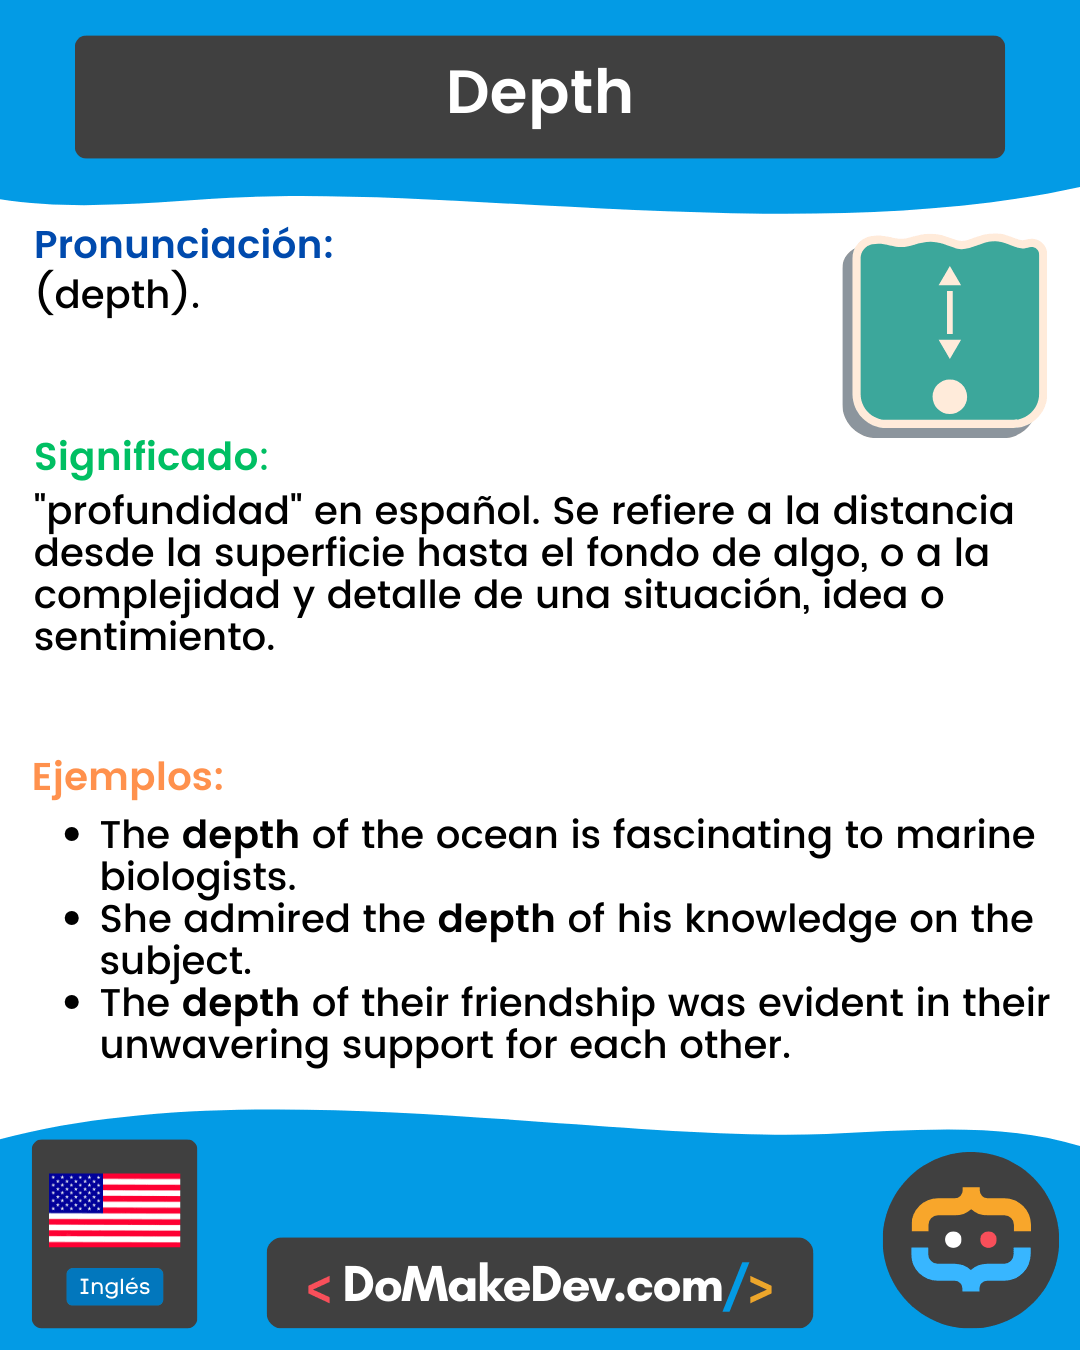 Depth
Pronunciación:
(depth).
Significado:
"profundidad" en español. Se refiere a la distancia
desde la superficie hasta el fondo de algo, o a la
complejidad y detalle de una situación, idea o
sentimiento.
Ejemplos:
• The depth of the ocean is fascinating to marine
biologists.
• She admired the depth of his knowledge on the
subject.
• The depth of their friendship was evident in their
unwavering support for each other.
Inglés
< DoMakeDev.com/>